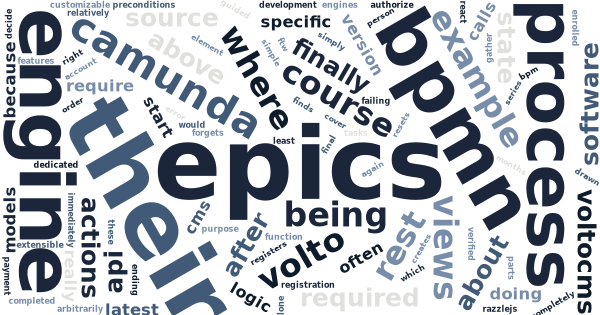 customizable preconditions
relatively
decide
because
features
right
account
require
order
engine
source
above
element
guided
development engines
specific
authorize
person
where
simple
few
simply
version
finally
course
camunda
start
error
would
forgets
finds
cover
failing
tasks
resets
least
final
again
their
epics
being
bpmn
example
react
calls
gather
state
series bpm
process
enrolled
software
months
drawn
dedicated
models
extensible
payment
immediately
really
actions
these
ida
ending
completed
arbitrarily
latest
cms
purpose
after
function
registers
volto
registration
logic
lone
often
required
rest
creates
which
views
about
verified
parts
doing
razzlejs
completely
voltocms